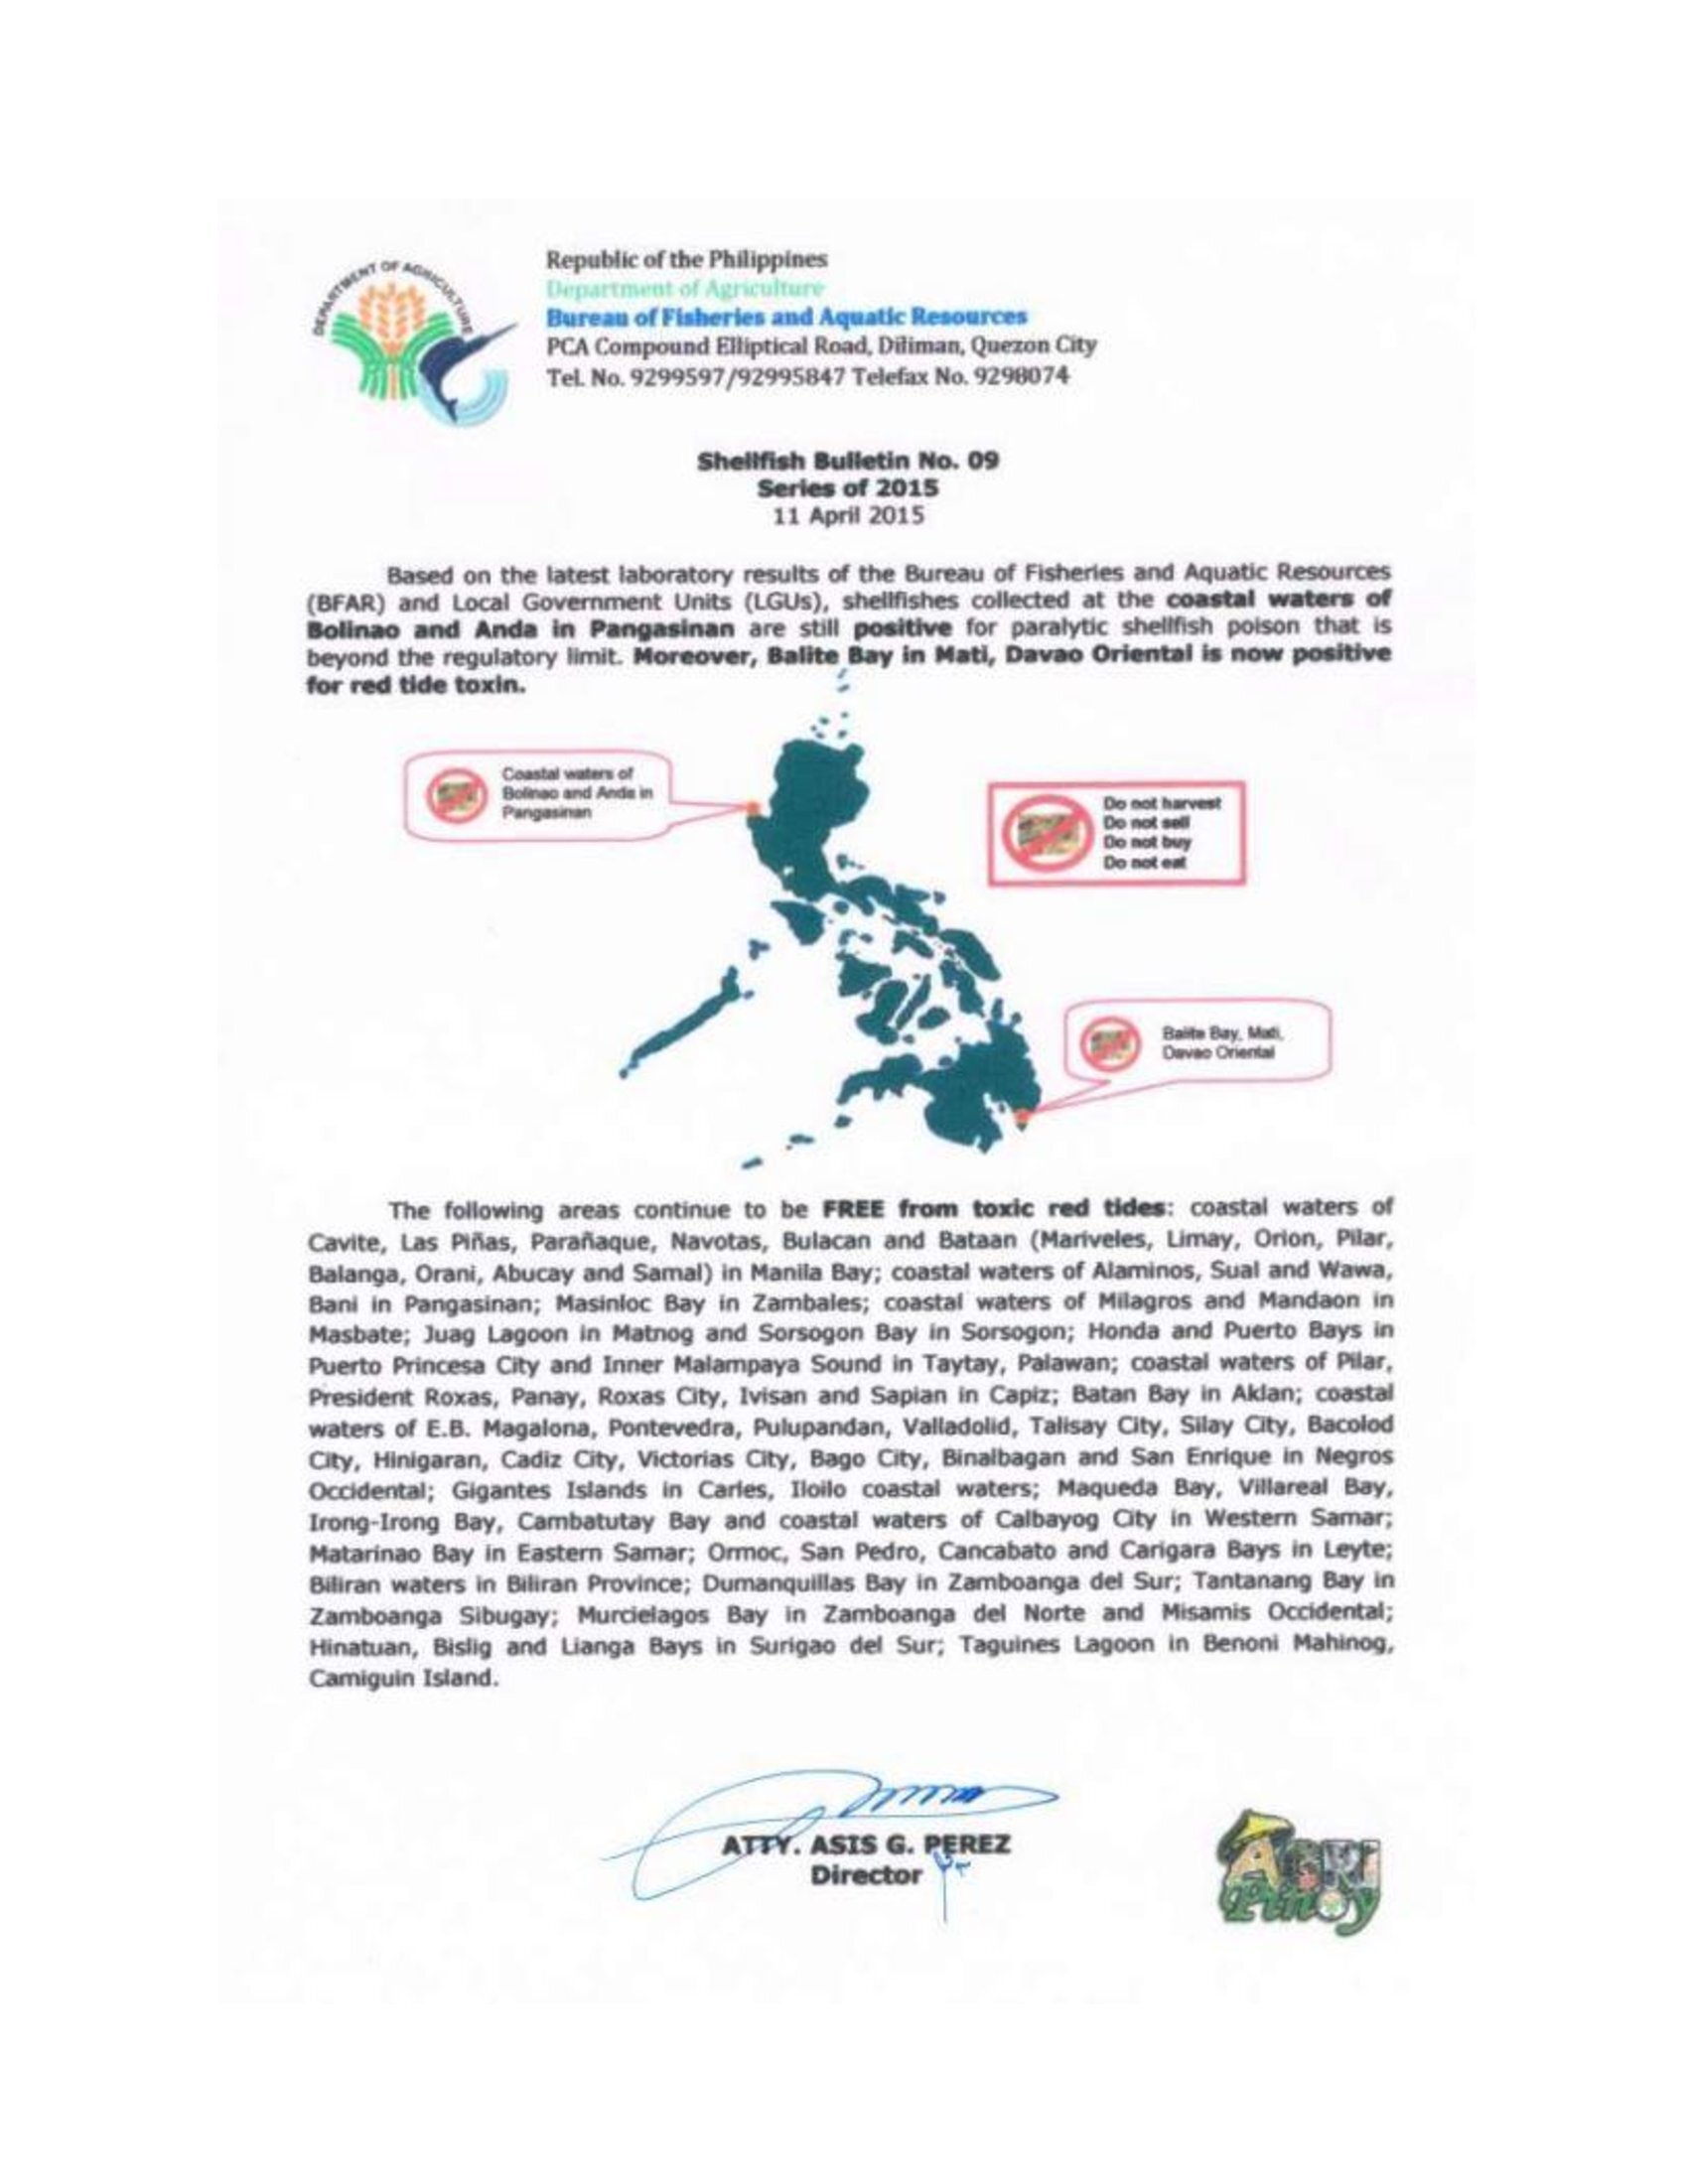 DEPARTMENT OF AGRICULTURE
Republic of the Philippines
Department of Agriculture
Bureau of Fisheries and Aquatic Resources
PCA Compound Elliptical Road, Diliman, Quezon City
Tel. No. 9299597/92995847 Telefax No. 9298074
Shellfish Bulletin No. 09
Series of 2015
11 April 2015
Based on the latest laboratory results of the Bureau of Fisheries and Aquatic Resources
(BFAR) and Local Government Units (LGUs), shellfishes collected at the coastal waters of
Bolinao and Anda in Pangasinan are still positive for paralytic shellfish poison that is
beyond the regulatory limit. Moreover, Balite Bay in Mati, Davao Oriental is now positive
for red tide toxin.
Coastal waters of
Bolinao and Anda in
Pangasinan
Do not harvest
Do not sell
Do not buy
Do not eat
Balite Bay, Mati,
Davao Oriental
The following areas continue to be FREE from toxic red tides: coastal waters of
Cavite, Las Piñas, Parañaque, Navotas, Bulacan and Bataan (Mariveles, Limay, Orion, Pilar,
Balanga, Orani, Abucay and Samal) in Manila Bay; coastal waters of Alaminos, Sual and Wawa,
Bani in Pangasinan; Masinloc Bay in Zambales; coastal waters of Milagros and Mandaon in
Masbate; Juag Lagoon in Matnog and Sorsogon Bay in Sorsogon; Honda and Puerto Bays in
Puerto Princesa City and Inner Malampaya Sound in Taytay, Palawan; coastal waters of Pilar,
President Roxas, Panay, Roxas City, Ivisan and Sapian in Capiz; Batan Bay in Aklan; coastal
waters of E.B. Magalona, Pontevedra, Pulupandan, Valladolid, Talisay City, Silay City, Bacolod
City, Hinigaran, Cadiz City, Victorias City, Bago City, Binalbagan and San Enrique in Negros
Occidental; Gigantes Islands in Carles, Iloilo coastal waters; Maqueda Bay, Villareal Bay,
Irong-Irong Bay, Cambatutay Bay and coastal waters of Calbayog City in Western Samar;
Matarinao Bay in Eastern Samar; Ormoc, San Pedro, Cancabato and Carigara Bays in Leyte;
Biliran waters in Biliran Province; Dumanquillas Bay in Zamboanga del Sur; Tantanang Bay in
Zamboanga Sibugay; Murcielagos Bay in Zamboanga del Norte and Misamis Occidental;
Hinatuan, Bislig and Lianga Bays in Surigao del Sur; Taguines Lagoon in Benoni Mahinog,
Camiguin Island.
ATTY. ASIS G. PEREZ
Director
AGRI
Pinoy